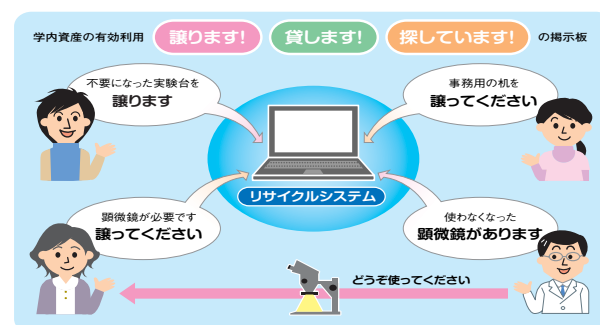 学内資産の有効利用 譲ります! 貸します! 探しています! の掲示板
不要になった実験台を
譲ります
事務用の机を
譲ってください
リサイクルシステム
顕微鏡が必要です
譲ってください
使わなくなった
顕微鏡があります
どうぞ使ってください